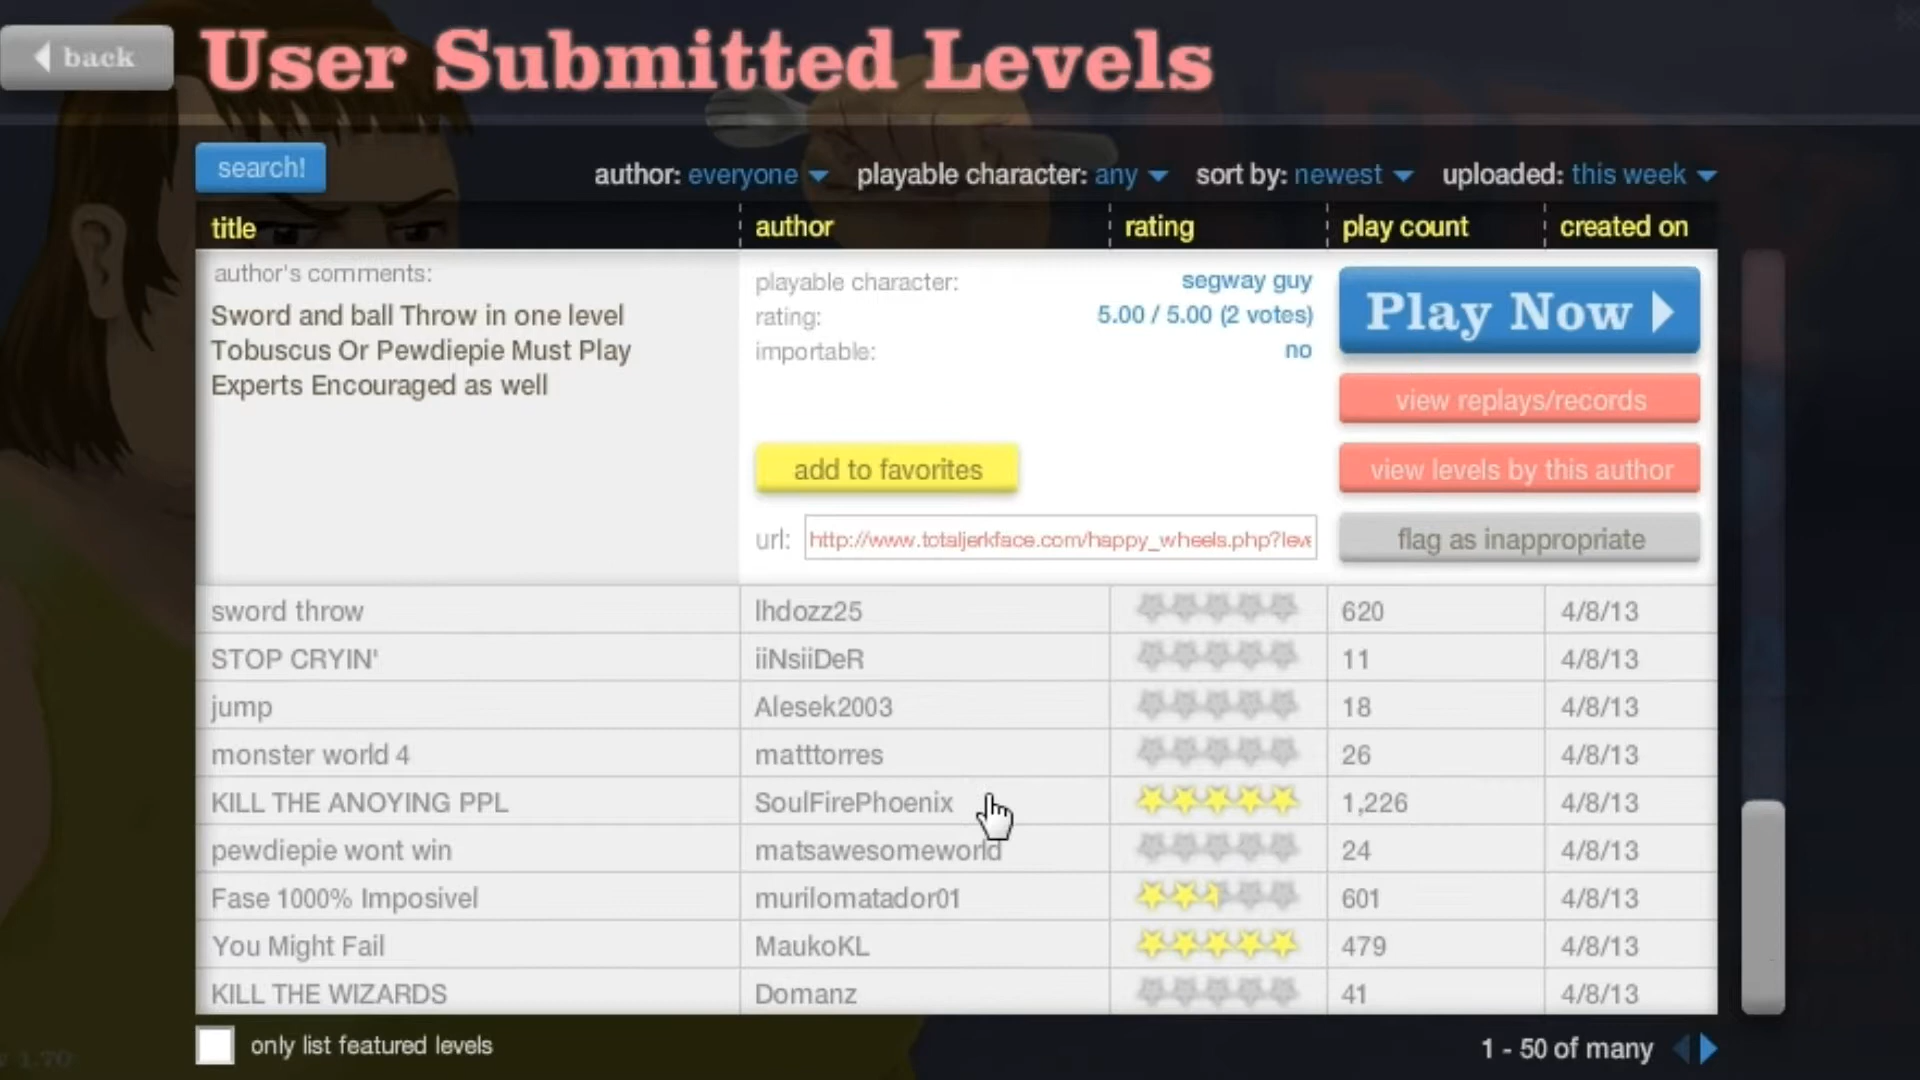 back
User Submitted Levels
search!
author: everyone playable character: any sort by: newest uploaded: this week
title author rating play count created on
author's comments:
Sword and ball Throw in one level
Tobuscus Or Pewdiepie Must Play
Experts Encouraged as well
playable character: segway guy
rating: 5.00 / 5.00 (2 votes)
importable: no
add to favorites
url: http://www.totaljerkface.com/happy_wheels.php?leve
Play Now
view replays/records
view levels by this author
flag as inappropriate
sword throw lhdozz25 620 4/8/13
STOP CRYIN' iiNsiiDeR 11 4/8/13
jump Alesek2003 18 4/8/13
monster world 4 matttorres 26 4/8/13
KILL THE ANOYING PPL SoulFirePhoenix 1,226 4/8/13
pewdiepie wont win matsawesomeworld 24 4/8/13
Fase 1000% Imposivel murilomatador01 601 4/8/13
You Might Fail MaukoKL 479 4/8/13
KILL THE WIZARDS Domanz 41 4/8/13
only list featured levels
1 - 50 of many
v 1.70